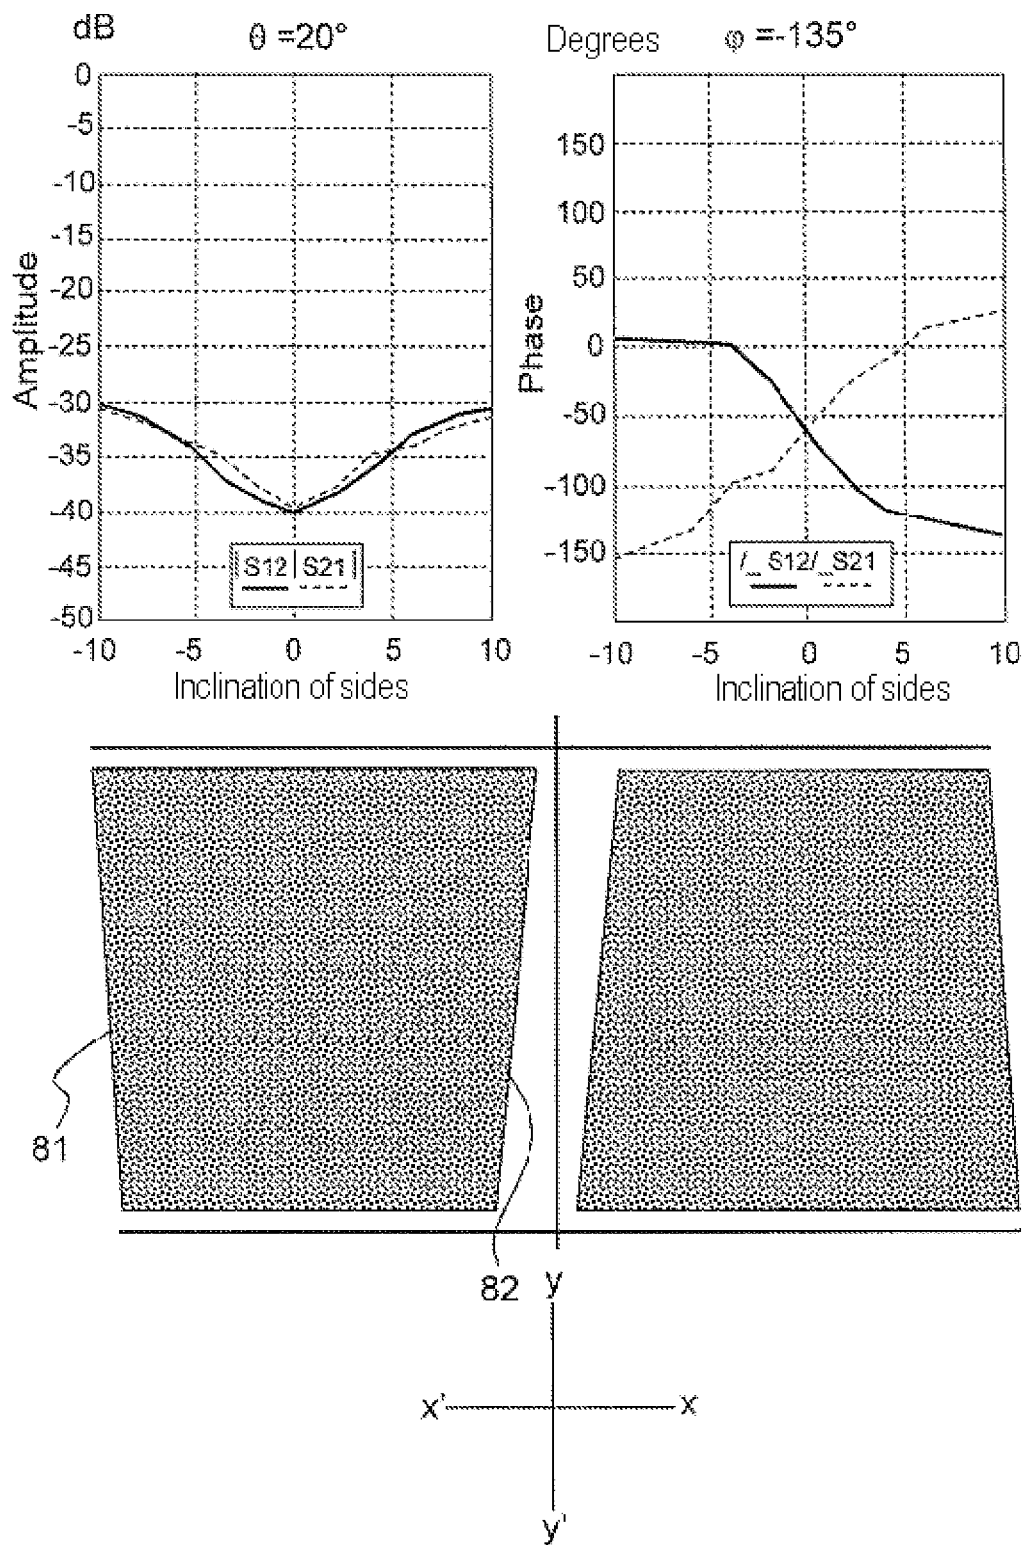 dB θ =20°
Amplitude
0
-5
-10
-15
-20
-25
-30
-35
-40
-45
-50
|S12|S21|
-10 -5 0 5 10
Inclination of sides
Degrees φ =-135°
Phase
150
100
50
0
-50
-100
-150
/_ S12/_S21
-10 -5 0 5 10
Inclination of sides
81
82
y
x' x
y'